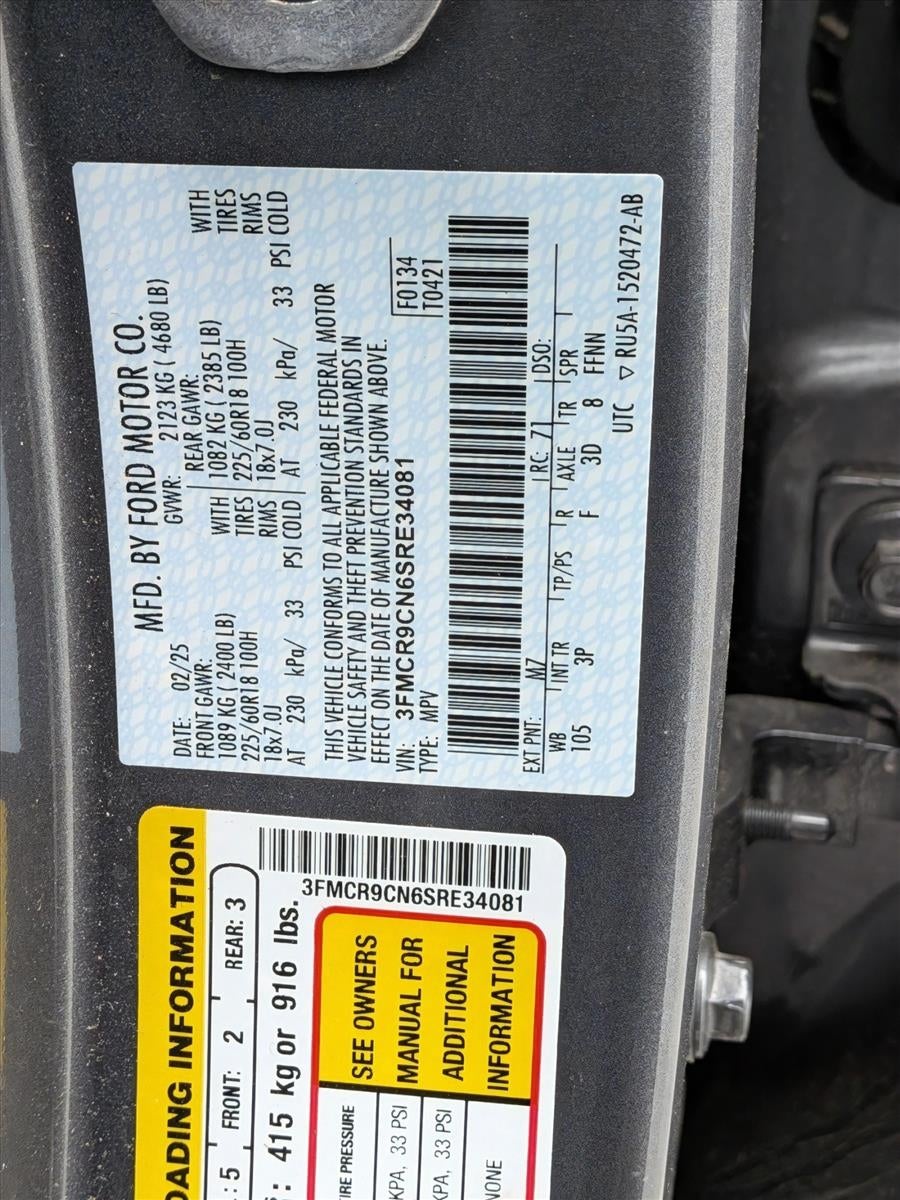 MFD. BY FORD MOTOR CO.
DATE: 02/25 GVWR: 2123 KG ( 4680 LB)
FRONT GAWR: REAR GAWR:
1089 KG ( 2400 LB) WITH 1082 KG ( 2385 LB) WITH
225/60R18 100H TIRES 225/60R18 100H TIRES
18x7.0J RIMS 18x7.0J RIMS
AT 230 kPa/ 33 PSI COLD AT 230 kPa/ 33 PSI COLD
THIS VEHICLE CONFORMS TO ALL APPLICABLE FEDERAL MOTOR
VEHICLE SAFETY AND THEFT PREVENTION STANDARDS IN
EFFECT ON THE DATE OF MANUFACTURE SHOWN ABOVE.
VIN: 3FMCR9CN6SRE34081 F0134
TYPE: MPV T0421
EXT PNT: M7 RC: 71 DSO:
WB INT TR TP/PS R AXLE TR SPR
105 3P F 3D 8 FFNN
UTC ▽ RU5A-1520472-AB
OADING INFORMATION
: 5 FRONT: 2 REAR: 3
: 415 kg or 916 lbs.
3FMCR9CN6SRE34081
IRE PRESSURE
KPA, 33 PSI
KPA, 33 PSI
NONE
SEE OWNERS
MANUAL FOR
ADDITIONAL
INFORMATION